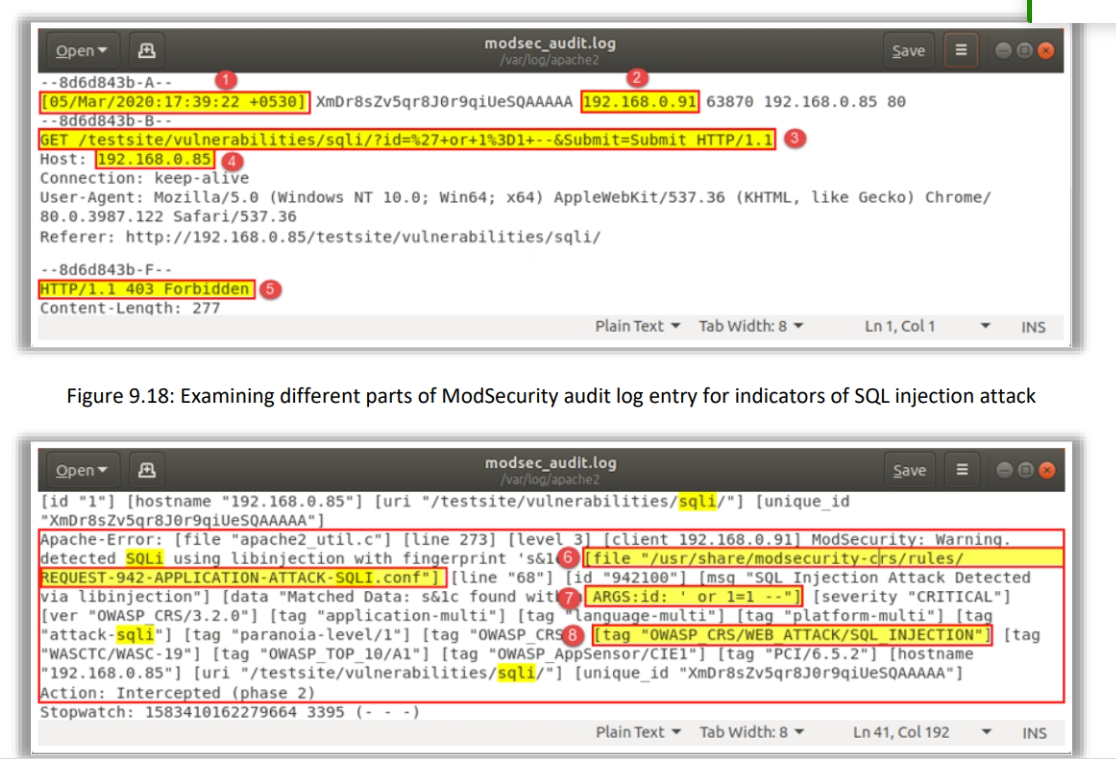 Open modsec_audit.log Save
/var/log/apache2
--8d6d843b-A-- 1 2
[05/Mar/2020:17:39:22 +0530] XmDr8sZv5qr8J0r9qiUeSQAAAAA 192.168.0.91 63870 192.168.0.85 80
--8d6d843b-B--
GET /testsite/vulnerabilities/sqli/?id=%27+or+1%3D1+--&Submit=Submit HTTP/1.1 3
Host: 192.168.0.85 4
Connection: keep-alive
User-Agent: Mozilla/5.0 (Windows NT 10.0; Win64; x64) AppleWebKit/537.36 (KHTML, like Gecko) Chrome/
80.0.3987.122 Safari/537.36
Referer: http://192.168.0.85/testsite/vulnerabilities/sqli/
--8d6d843b-F--
HTTP/1.1 403 Forbidden 5
Content-Length: 277
Plain Text Tab Width: 8 Ln 1, Col 1 INS
Figure 9.18: Examining different parts of ModSecurity audit log entry for indicators of SQL injection attack
Open modsec_audit.log Save
/var/log/apache2
[id "1"] [hostname "192.168.0.85"] [uri "/testsite/vulnerabilities/sqli/"] [unique_id
"XmDr8sZv5qr8J0r9qiUeSQAAAAA"]
Apache-Error: [file "apache2_util.c"] [line 273] [level 3] [client 192.168.0.91] ModSecurity: Warning.
detected SQLi using libinjection with fingerprint 's&1 6 [file "/usr/share/modsecurity-crs/rules/
REQUEST-942-APPLICATION-ATTACK-SQLI.conf"] [line "68"] [id "942100"] [msg "SQL Injection Attack Detected
via libinjection"] [data "Matched Data: s&1c found with 7 ARGS:id: ' or 1=1 --"] [severity "CRITICAL"]
[ver "OWASP_CRS/3.2.0"] [tag "application-multi"] [tag "language-multi"] [tag "platform-multi"] [tag
"attack-sqli"] [tag "paranoia-level/1"] [tag "OWASP_CRS 8 [tag "OWASP_CRS/WEB_ATTACK/SQL_INJECTION"] [tag
"WASCTC/WASC-19"] [tag "OWASP_TOP_10/A1"] [tag "OWASP_AppSensor/CIE1"] [tag "PCI/6.5.2"] [hostname
"192.168.0.85"] [uri "/testsite/vulnerabilities/sqli/"] [unique_id "XmDr8sZv5qr8J0r9qiUeSQAAAAA"]
Action: Intercepted (phase 2)
Stopwatch: 1583410162279664 3395 (- - -)
Plain Text Tab Width: 8 Ln 41, Col 192 INS